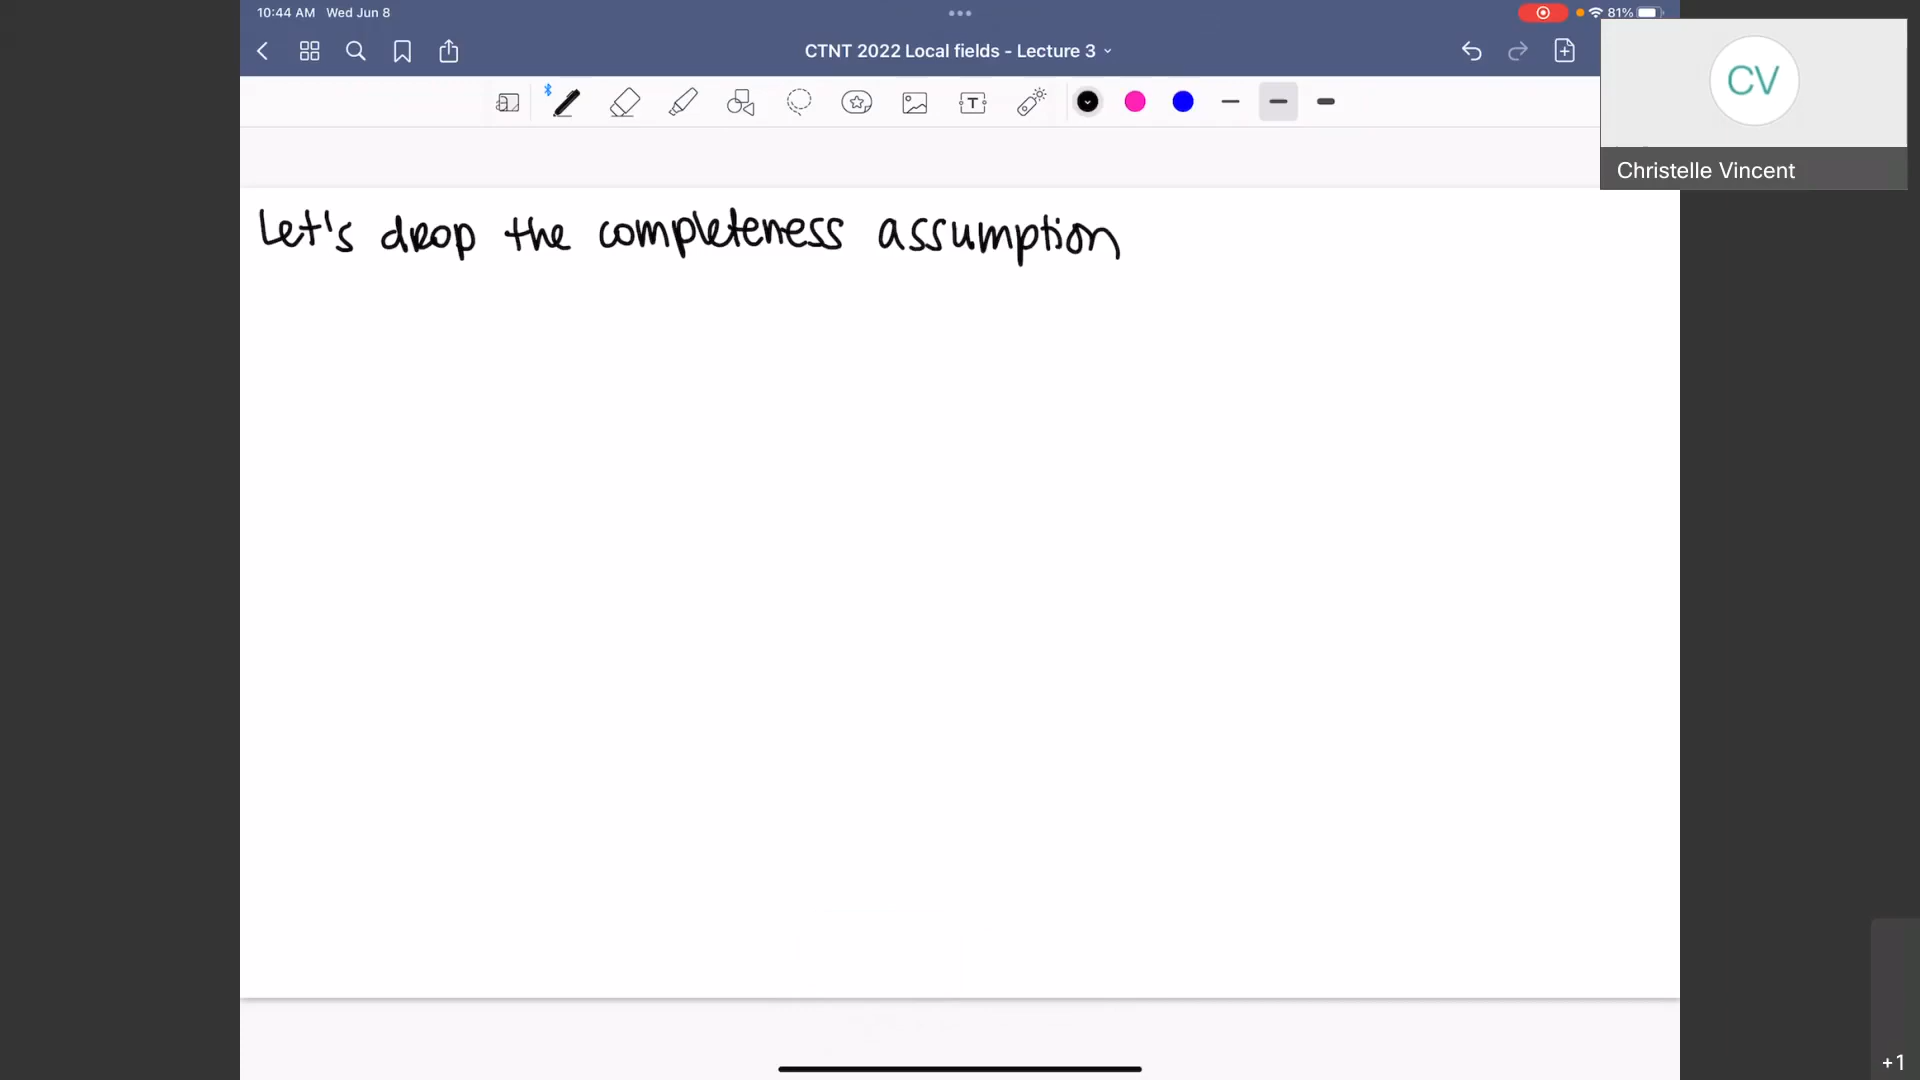 10:44 AM Wed Jun 8
81%
CTNT 2022 Local fields - Lecture 3
T
CV
Christelle Vincent
Let's drop the completeness assumption
+1